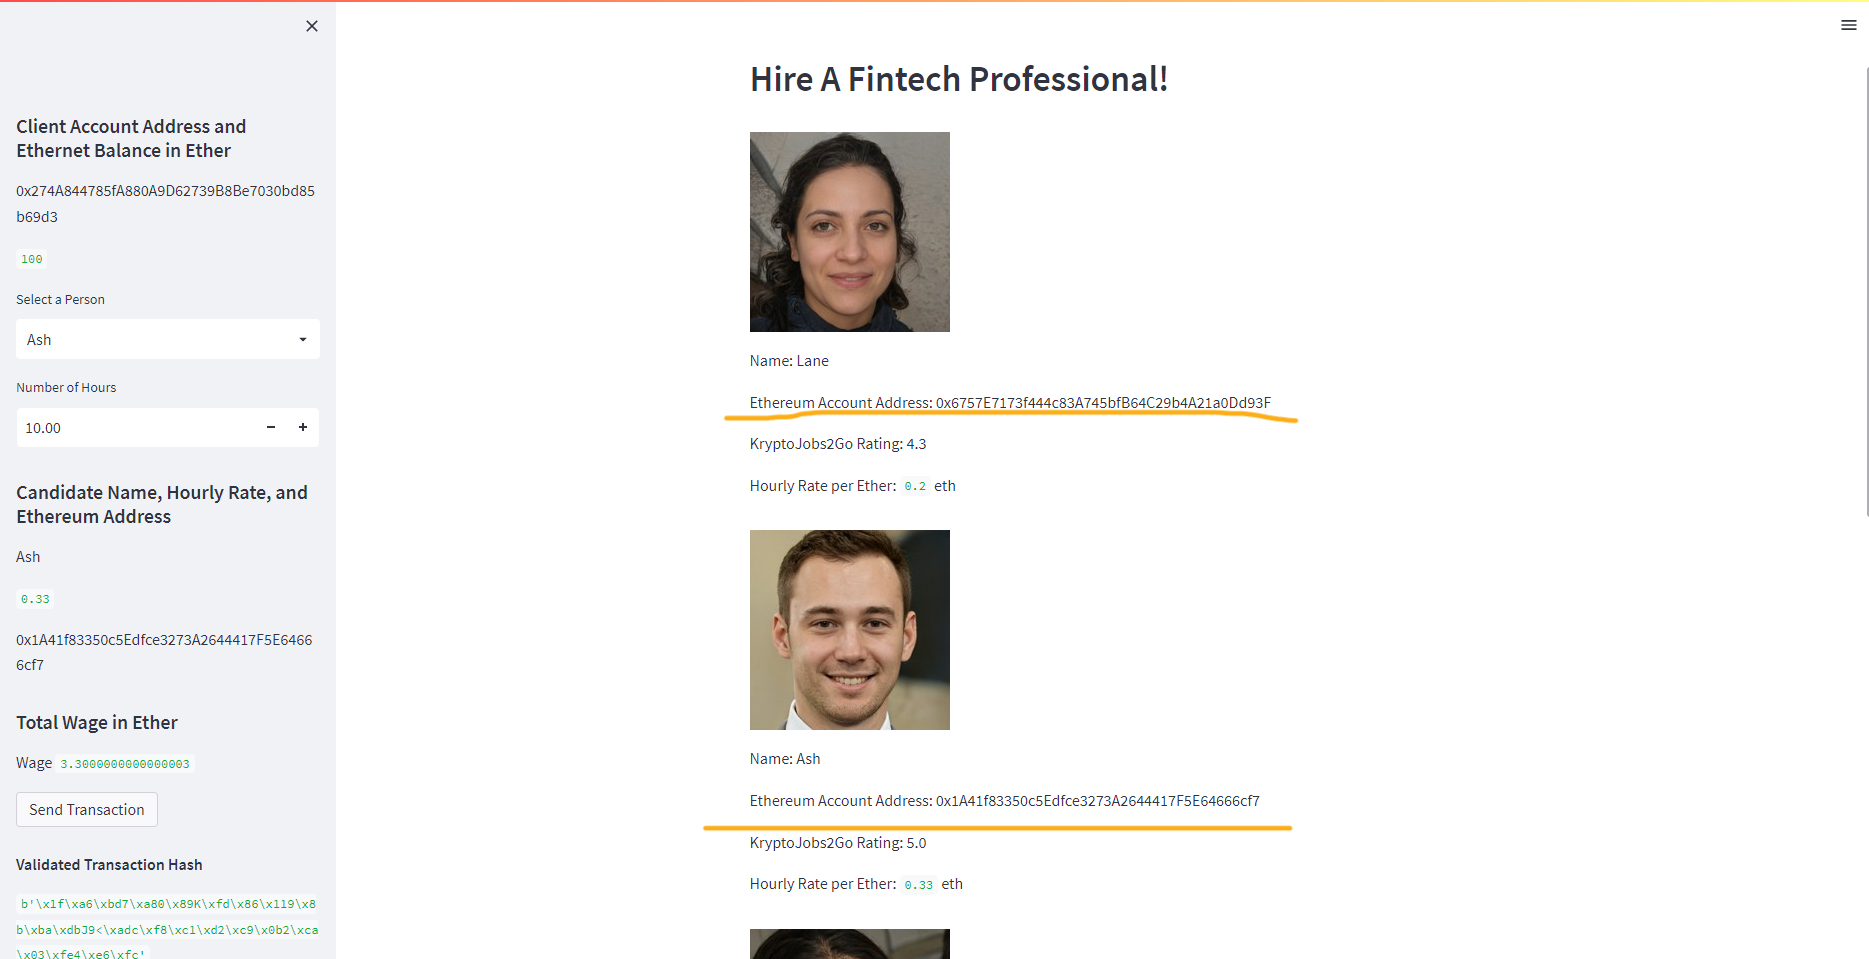 Client Account Address and
Ethernet Balance in Ether
0x274A844785fA880A9D62739B8Be7030bd85
b69d3
100
Select a Person
Ash
Number of Hours
10.00
Candidate Name, Hourly Rate, and
Ethereum Address
Ash
0.33
0x1A41f83350c5Edfce3273A2644417F5E6466
6cf7
Total Wage in Ether
Wage 3.3000000000000003
Send Transaction
Validated Transaction Hash
b'\x1f\xa6\xbd7\xa80\x89K\xfd\x86\x119\x8
b\xba\xdbJ9<\xadc\xf8\xc1\xd2\xc9\x0b2\xca
\x03\xfe4\xe6\xfc'
Hire A Fintech Professional!
Name: Lane
Ethereum Account Address: 0x6757E7173f444c83A745bfB64C29b4A21a0Dd93F
KryptoJobs2Go Rating: 4.3
Hourly Rate per Ether: 0.2 eth
Name: Ash
Ethereum Account Address: 0x1A41f83350c5Edfce3273A2644417F5E64666cf7
KryptoJobs2Go Rating: 5.0
Hourly Rate per Ether: 0.33 eth